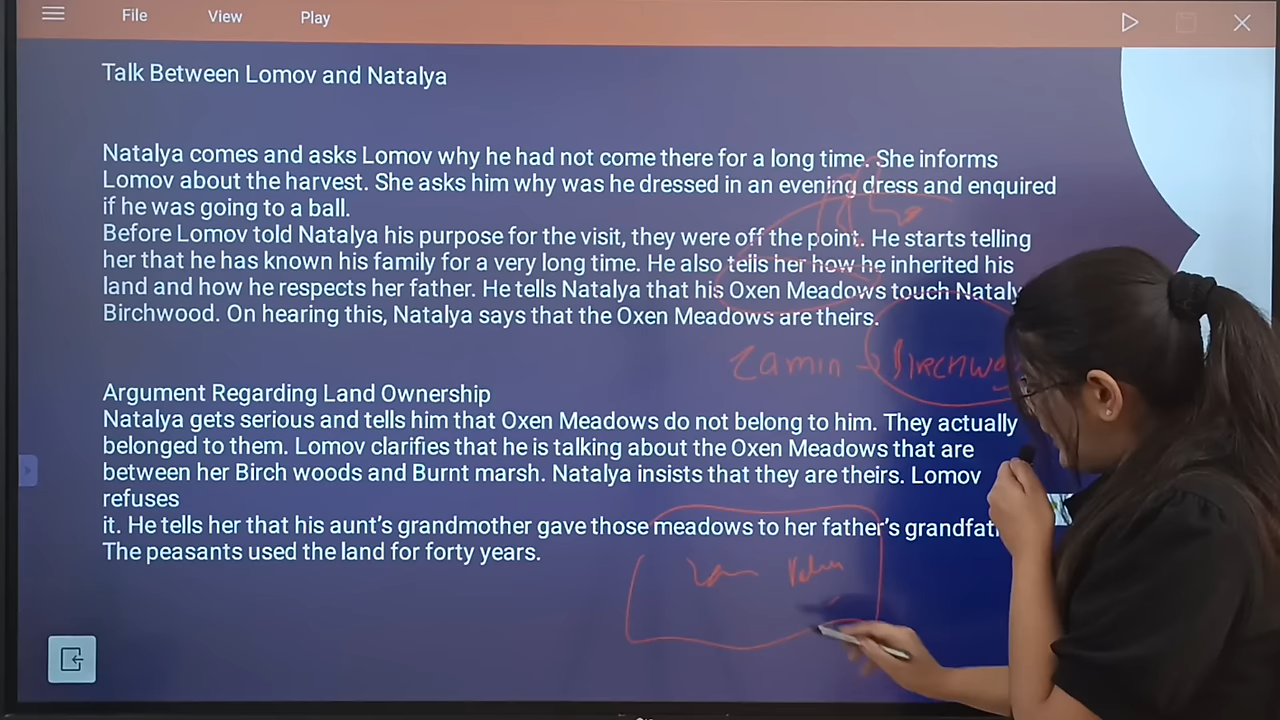 File View Play
Talk Between Lomov and Natalya
Natalya comes and asks Lomov why he had not come there for a long time. She informs
Lomov about the harvest. She asks him why was he dressed in an evening dress and enquired
if he was going to a ball.
Before Lomov told Natalya his purpose for the visit, they were off the point. He starts telling
her that he has known his family for a very long time. He also tells her how he inherited his
land and how he respects her father. He tells Natalya that his Oxen Meadows touch
Birchwood. On hearing this, Natalya says that the Oxen Meadows are theirs.
Zamin →
Argument Regarding Land Ownership
Natalya gets serious and tells him that Oxen Meadows do not belong to him. They actually
belonged to them. Lomov clarifies that he is talking about the Oxen Meadows that are
between her Birch woods and Burnt marsh. Natalya insists that they are theirs. Lomov
refuses
it. He tells her that his aunt's grandmother gave those meadows to her father's
The peasants used the land for forty years.